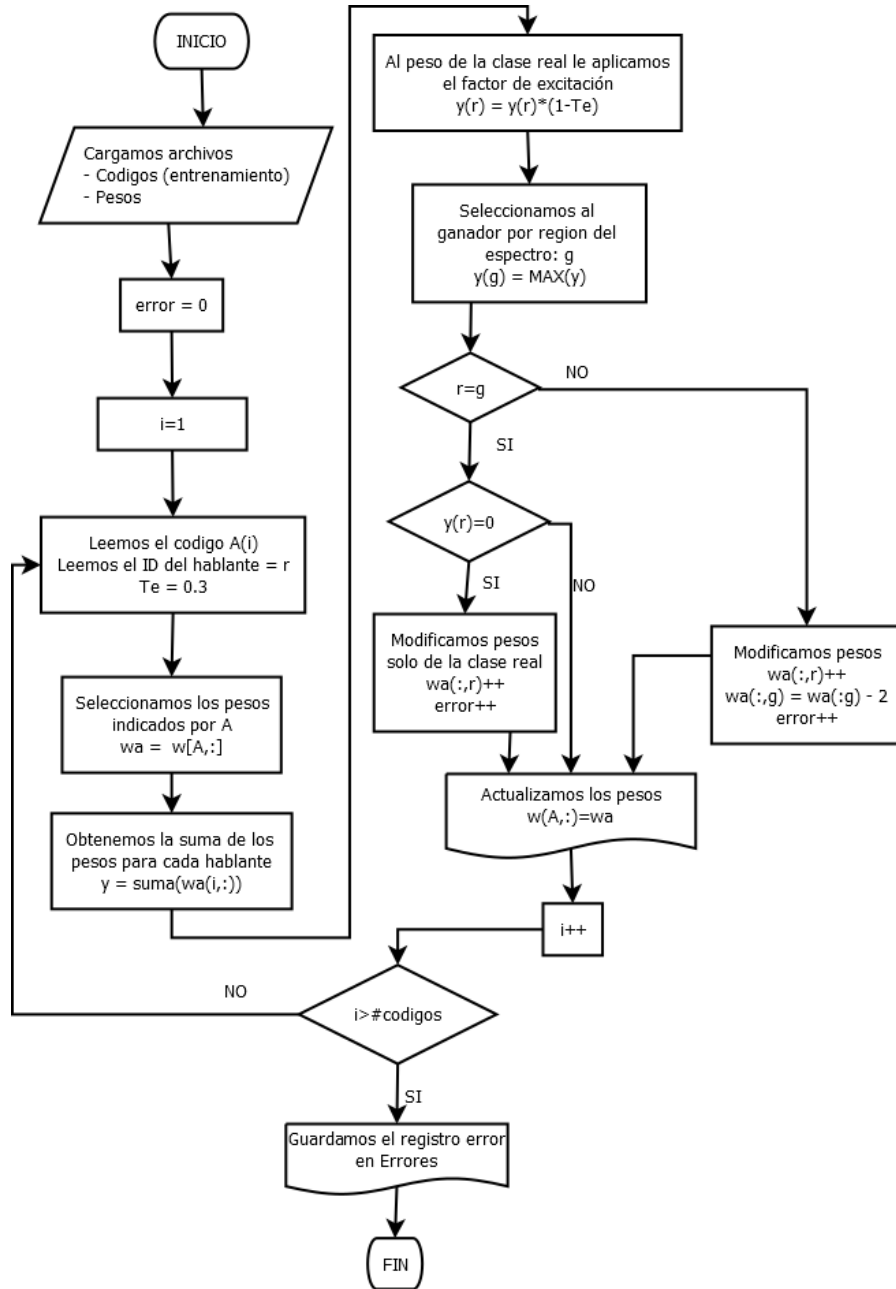 INICIO
Cargamos archivos
- Codigos (entrenamiento)
- Pesos
error = 0
i=1
Leemos el codigo A(i)
Leemos el ID del hablante = r
Te = 0.3
Seleccionamos los pesos
indicados por A
wa =  w[A,:]
Obtenemos la suma de los
pesos para cada hablante
y = suma(wa(i,:))
Al peso de la clase real le aplicamos
el factor de excitación
y(r) = y(r)*(1-Te)
Seleccionamos al
ganador por region del
espectro: g
y(g) = MAX(y)
r=g
NO
SI
y(r)=0
SI
NO
Modificamos pesos
solo de la clase real
wa(:,r)++
error++
Modificamos pesos
wa(:,r)++
wa(:,g) = wa(:g) - 2
error++
Actualizamos los pesos
w(A,:)=wa
i++
NO
i>#codigos
SI
Guardamos el registro error
en Errores
FIN